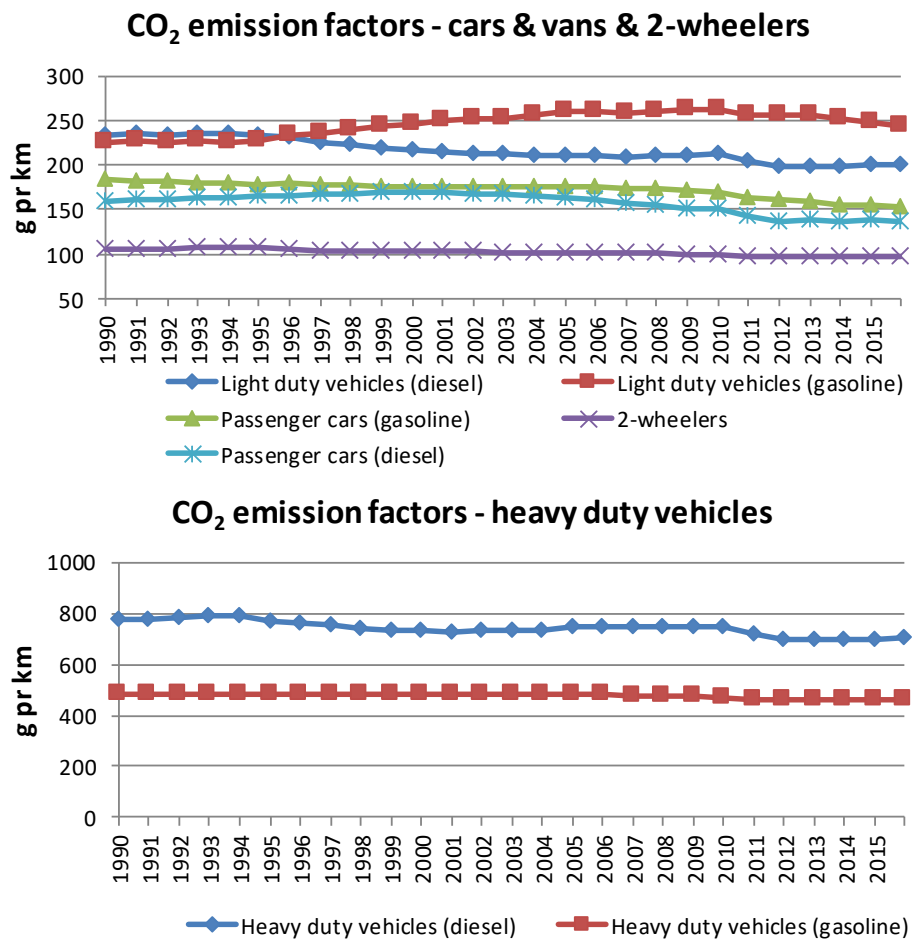 CO₂ emission factors - cars & vans & 2-wheelers
g pr km
300
250
200
150
100
50
1990 1991 1992 1993 1994 1995 1996 1997 1998 1999 2000 2001 2002 2003 2004 2005 2006 2007 2008 2009 2010 2011 2012 2013 2014 2015
Light duty vehicles (diesel) Light duty vehicles (gasoline)
Passenger cars (gasoline) 2-wheelers
Passenger cars (diesel)
CO₂ emission factors - heavy duty vehicles
g pr km
1000
800
600
400
200
0
1990 1991 1992 1993 1994 1995 1996 1997 1998 1999 2000 2001 2002 2003 2004 2005 2006 2007 2008 2009 2010 2011 2012 2013 2014 2015
Heavy duty vehicles (diesel) Heavy duty vehicles (gasoline)